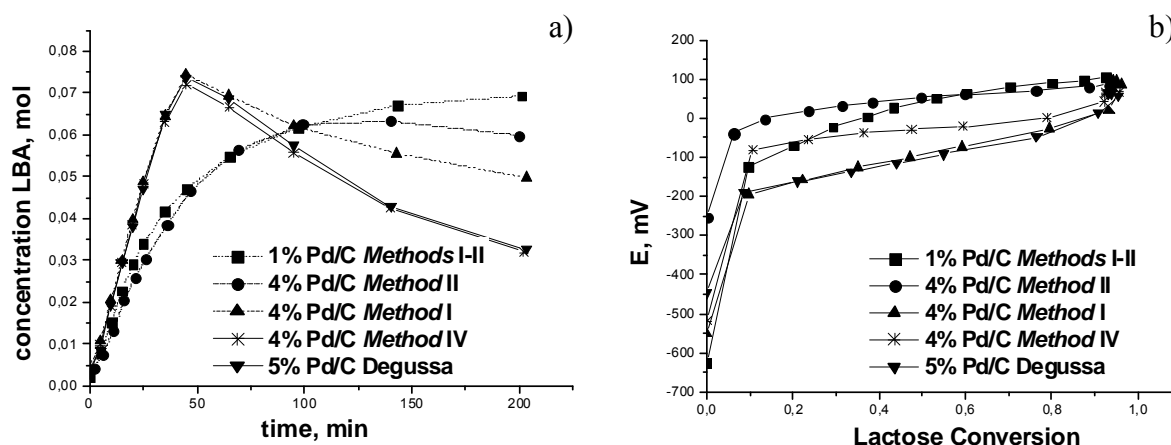 a)
0,08
0,07
0,06
0,05
0,04
0,03
0,02
0,01
0,00
concentration LBA, mol
0
50
100
150
200
time, min
1% Pd/C Methods I-II
4% Pd/C Method II
4% Pd/C Method I
4% Pd/C Method IV
5% Pd/C Degussa
b)
200
100
0
-100
-200
-300
-400
-500
-600
-700
E, mV
0,0
0,2
0,4
0,6
0,8
1,0
Lactose Conversion
1% Pd/C Methods I-II
4% Pd/C Method II
4% Pd/C Method I
4% Pd/C Method IV
5% Pd/C Degussa